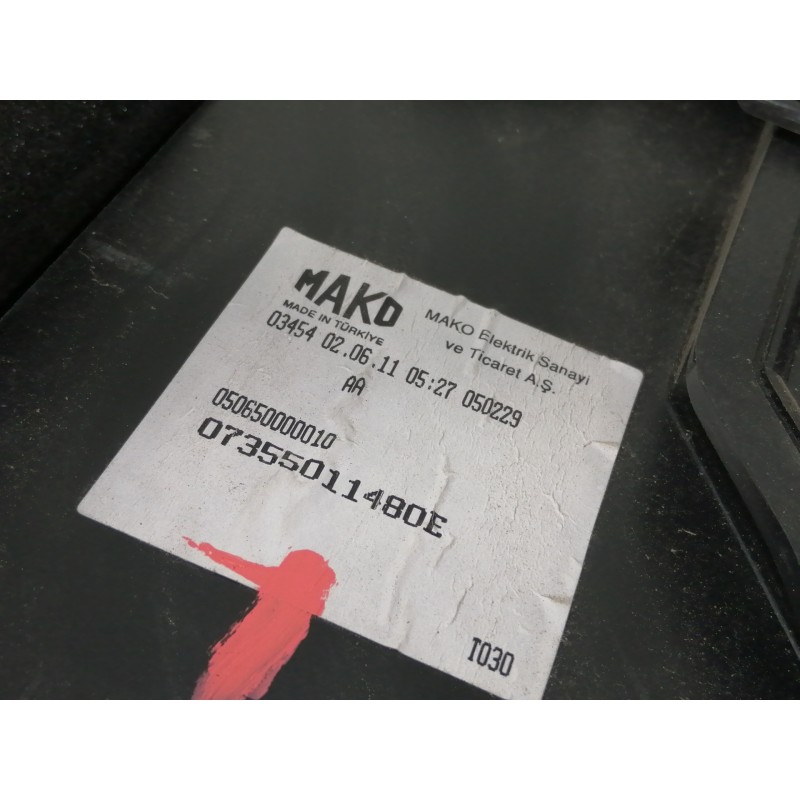 MAKO
MADE IN TÜRKİYE
MAKO Elektrik Sanayi
ve Ticaret A.Ş.
03454 02.06.11 05:27 050229
AA
050650000010
07355011480E
T030